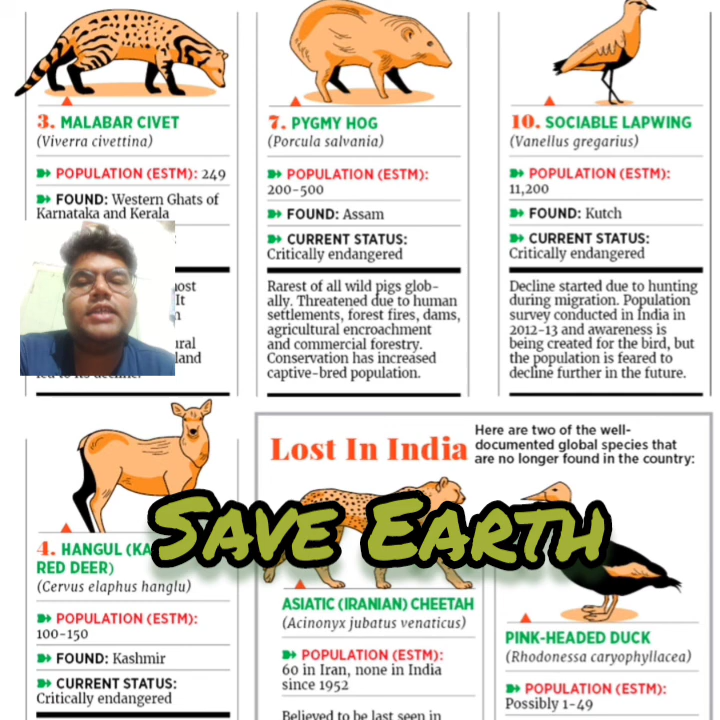 3. MALABAR CIVET
(Viverra civettina)
POPULATION (ESTM): 249
FOUND: Western Ghats of
Karnataka and Kerala
7. PYGMY HOG
(Porcula salvania)
POPULATION (ESTM):
200-500
FOUND: Assam
CURRENT STATUS:
Critically endangered
Rarest of all wild pigs glob-
ally. Threatened due to human
settlements, forest fires, dams,
agricultural encroachment
and commercial forestry.
Conservation has increased
captive-bred population.
10. SOCIABLE LAPWING
(Vanellus gregarius)
POPULATION (ESTM):
11,200
FOUND: Kutch
CURRENT STATUS:
Critically endangered
Decline started due to hunting
during migration. Population
survey conducted in India in
2012-13 and awareness is
being created for the bird, but
the population is feared to
decline further in the future.
4. HANGUL
RED DEER)
(Cervus elaphus hanglu)
POPULATION (ESTM):
100-150
FOUND: Kashmir
CURRENT STATUS:
Critically endangered
Lost In India
Here are two of the well-
documented global species that
are no longer found in the country:
SAVE EARTH
ASIATIC (IRANIAN) CHEETAH
(Acinonyx jubatus venaticus)
POPULATION (ESTM):
60 in Iran, none in India
since 1952
Believed to be last seen in
PINK-HEADED DUCK
(Rhodonessa caryophyllacea)
POPULATION (ESTM):
Possibly 1-49